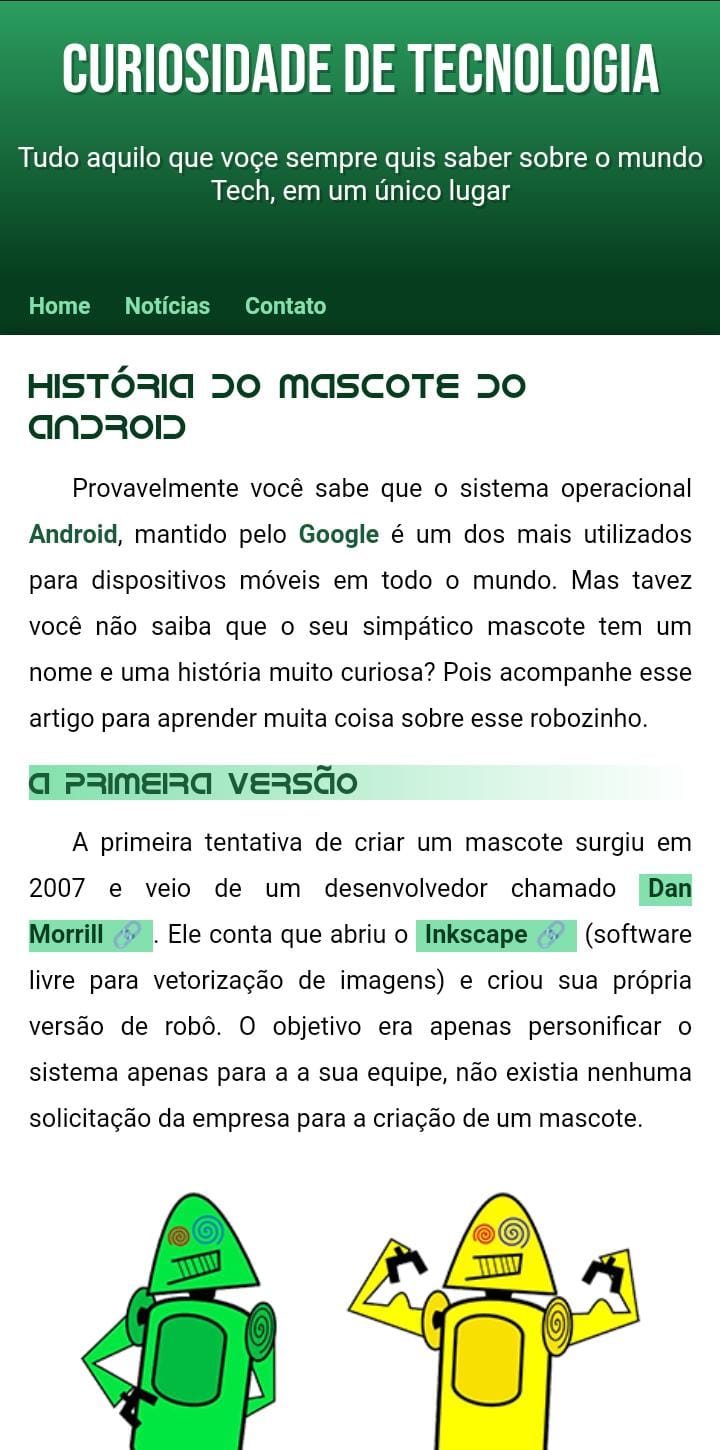 CURIOSIDADE DE TECNOLOGIA
Tudo aquilo que voçe sempre quis saber sobre o mundo
Tech, em um único lugar
Home Notícias Contato
HISTÓRIA DO MASCOTE DO
ANDROID
Provavelmente você sabe que o sistema operacional
Android, mantido pelo Google é um dos mais utilizados
para dispositivos móveis em todo o mundo. Mas tavez
você não saiba que o seu simpático mascote tem um
nome e uma história muito curiosa? Pois acompanhe esse
artigo para aprender muita coisa sobre esse robozinho.
A PRIMEIRA VERSÃO
A primeira tentativa de criar um mascote surgiu em
2007 e veio de um desenvolvedor chamado Dan
Morrill 🔗 . Ele conta que abriu o Inkscape 🔗 (software
livre para vetorização de imagens) e criou sua própria
versão de robô. O objetivo era apenas personificar o
sistema apenas para a a sua equipe, não existia nenhuma
solicitação da empresa para a criação de um mascote.